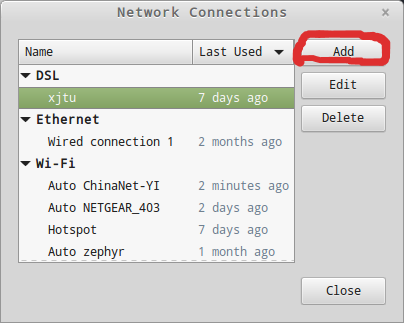 Network Connections
Name Last Used Add
DSL
xjtu 7 days ago Edit
Ethernet Delete
Wired connection 1 2 months ago
Wi-Fi
Auto ChinaNet-YI 2 minutes ago
Auto NETGEAR_403 2 days ago
Hotspot 7 days ago
Auto zephyr 1 month ago
Close